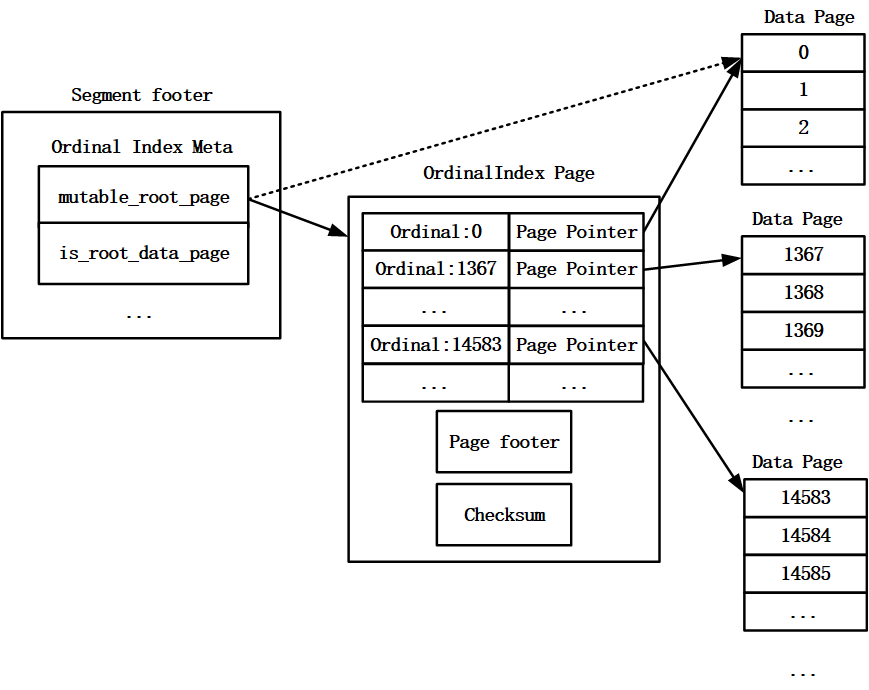 Segment footer
Ordinal Index Meta
mutable_root_page
is_root_data_page
...
OrdinalIndex Page
Ordinal:0 Page Pointer
Ordinal:1367 Page Pointer
... ...
Ordinal:14583 Page Pointer
... ...
Page footer
Checksum
Data Page
0
1
2
...
Data Page
1367
1368
1369
...
...
Data Page
14583
14584
14585
...
...